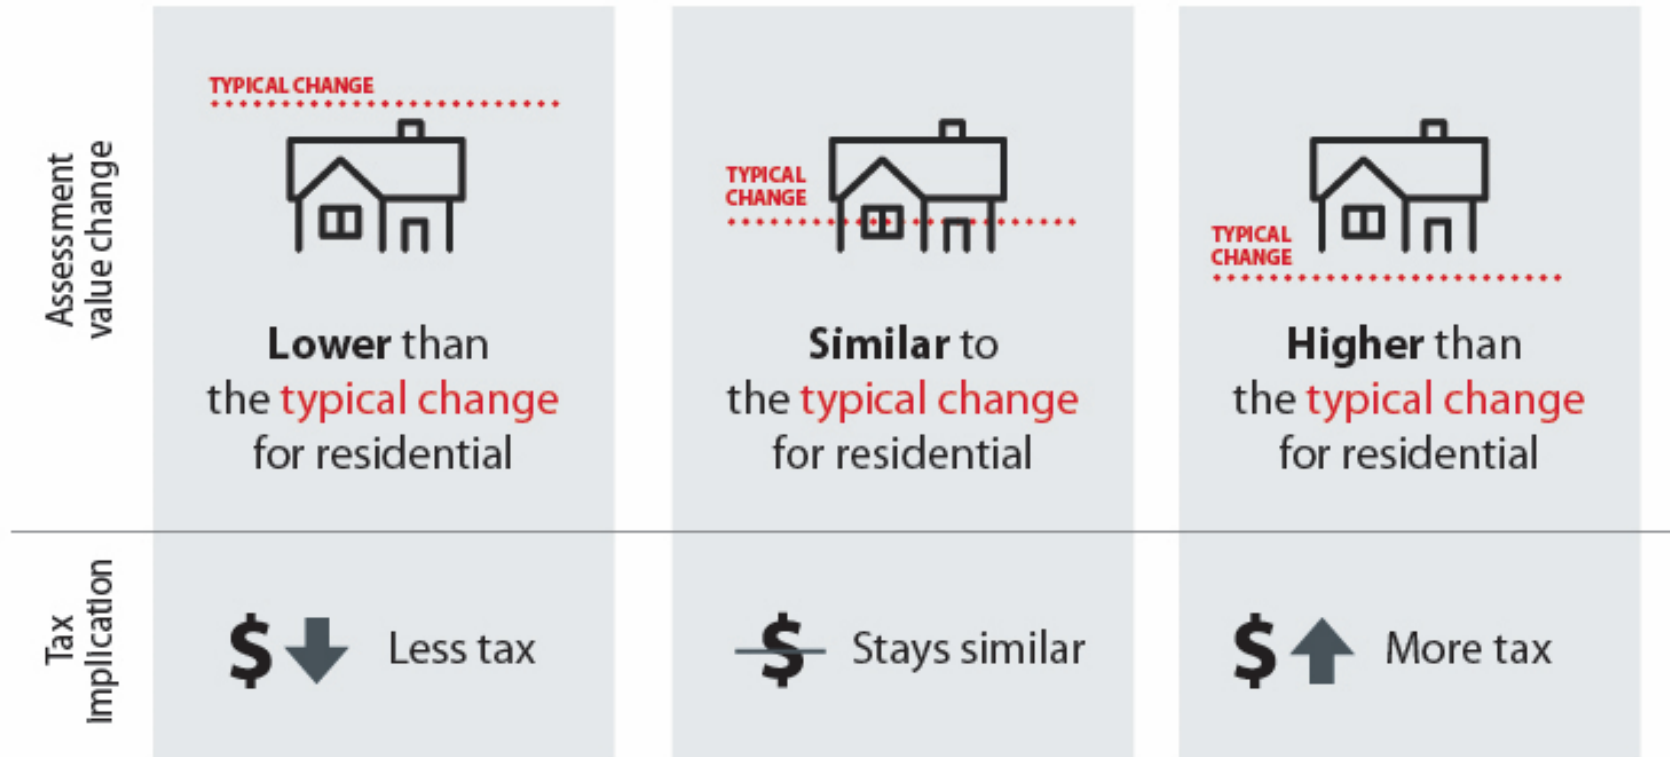 Assessment
value change
TYPICAL CHANGE
Lower than
the typical change
for residential
TYPICAL
CHANGE
Similar to
the typical change
for residential
TYPICAL
CHANGE
Higher than
the typical change
for residential
Tax
Implication
$ Less tax
$ Stays similar
$ More tax